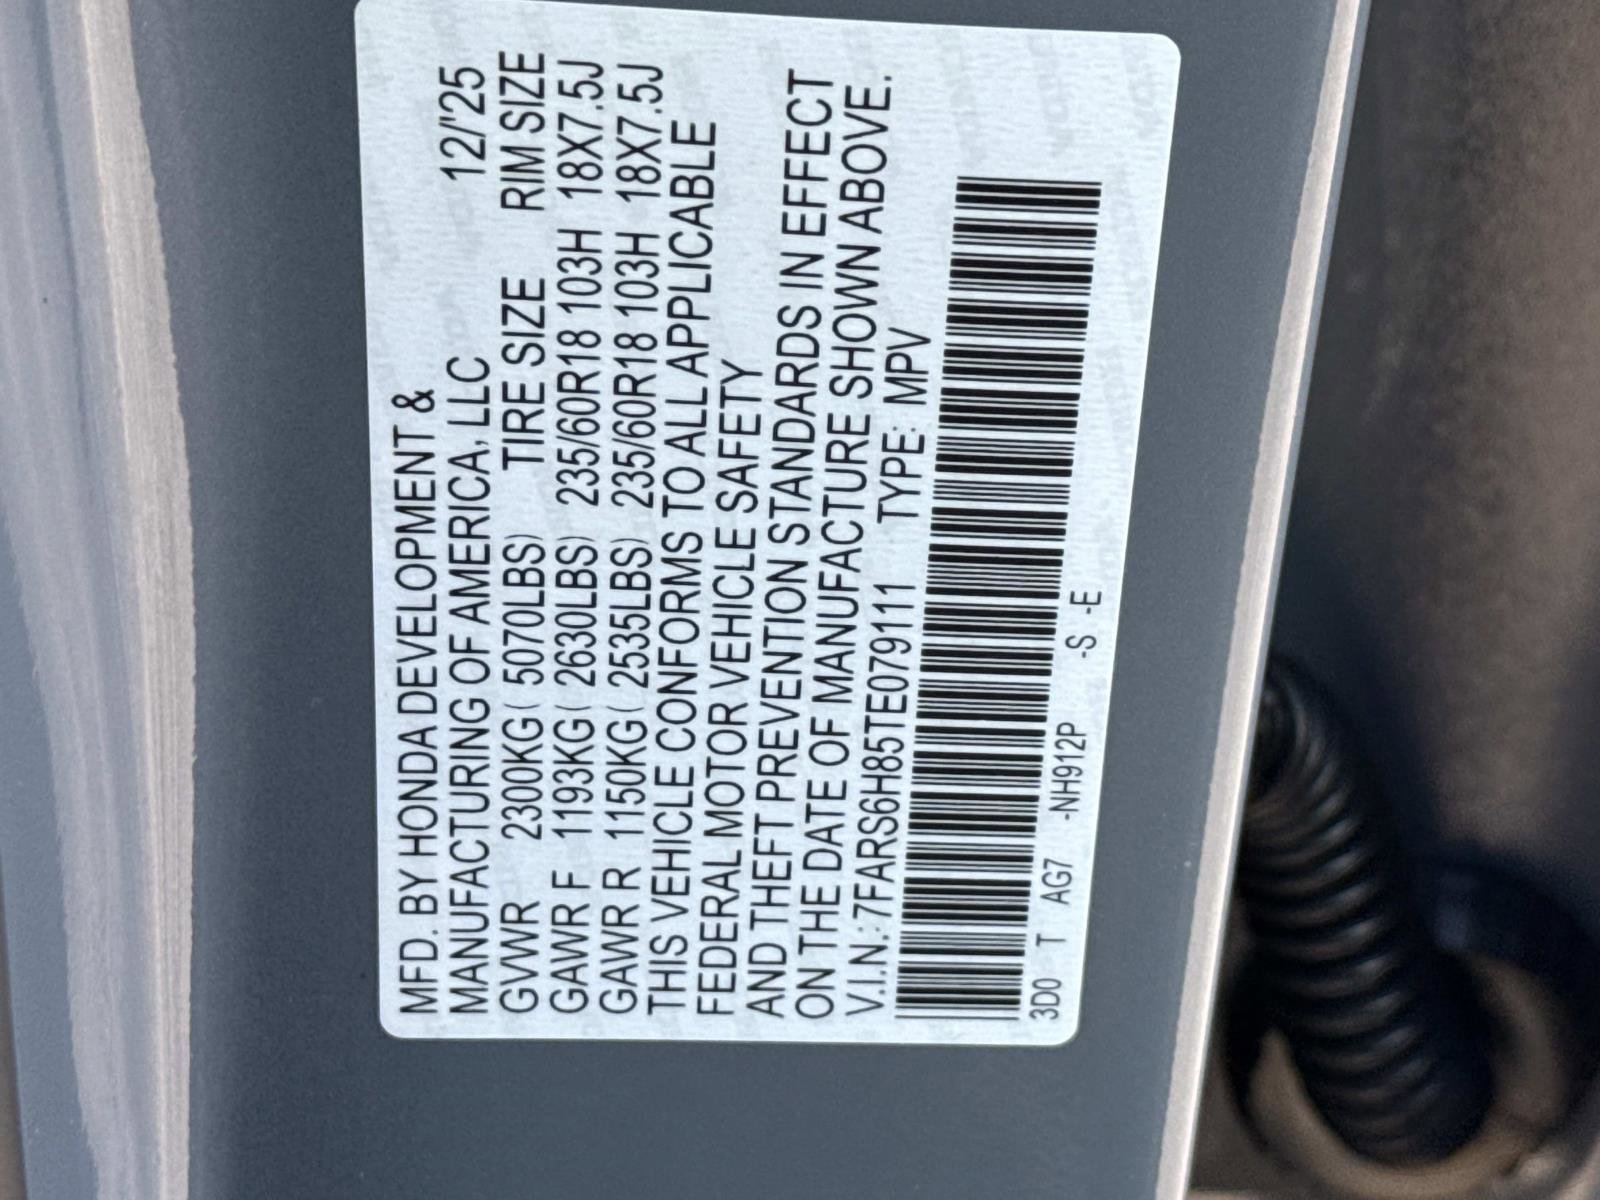 MFD. BY HONDA DEVELOPMENT &
MANUFACTURING OF AMERICA, LLC 12/'25
GVWR 2300KG( 5070LBS) TIRE SIZE RIM SIZE
GAWR F 1193KG( 2630LBS) 235/60R18 103H 18X7.5J
GAWR R 1150KG( 2535LBS) 235/60R18 103H 18X7.5J
THIS VEHICLE CONFORMS TO ALL APPLICABLE
FEDERAL MOTOR VEHICLE SAFETY
AND THEFT PREVENTION STANDARDS IN EFFECT
ON THE DATE OF MANUFACTURE SHOWN ABOVE.
V.I.N.:7FARS6H85TE079111 TYPE: MPV
3D0 T AG7 -NH912P -S -E